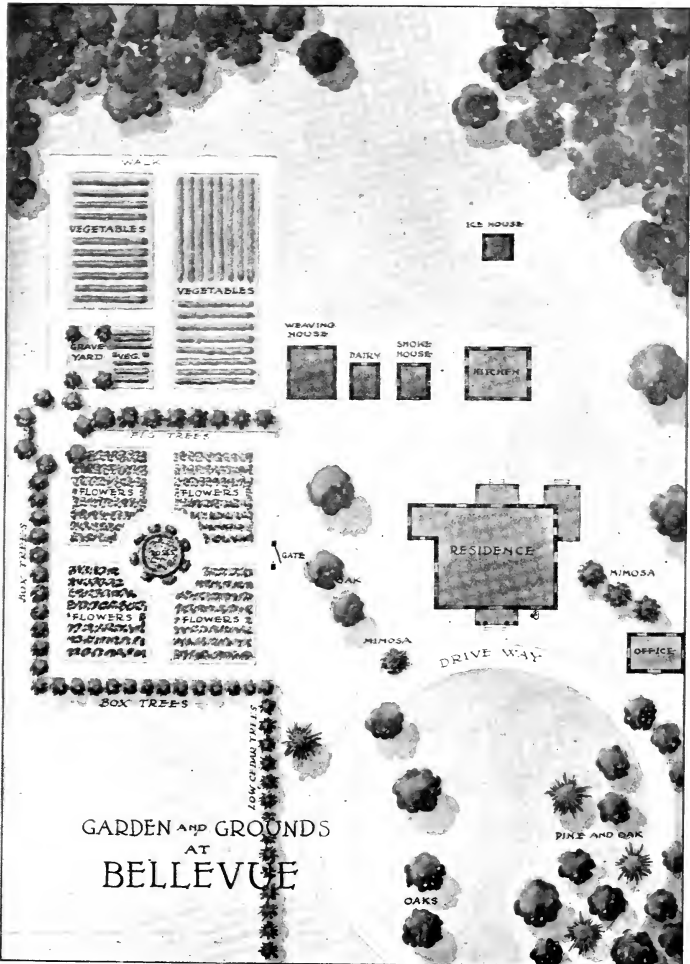 WALK
VEGETABLES
VEGETABLES
ICE HOUSE
WEAVING
HOUSE
DAIRY
SMOKE
HOUSE
KITCHEN
GRAVE
YARD
VEG.
FIG TREES
FLOWERS
FLOWERS
BOX TREES
GATE
OAK
RESIDENCE
MIMOSA
FLOWERS
FLOWERS
MIMOSA
DRIVE WAY
OFFICE
BOX TREES
LOW CEDAR TREES
GARDEN AND GROUNDS
AT
BELLEVUE
PINE AND OAK
OAKS